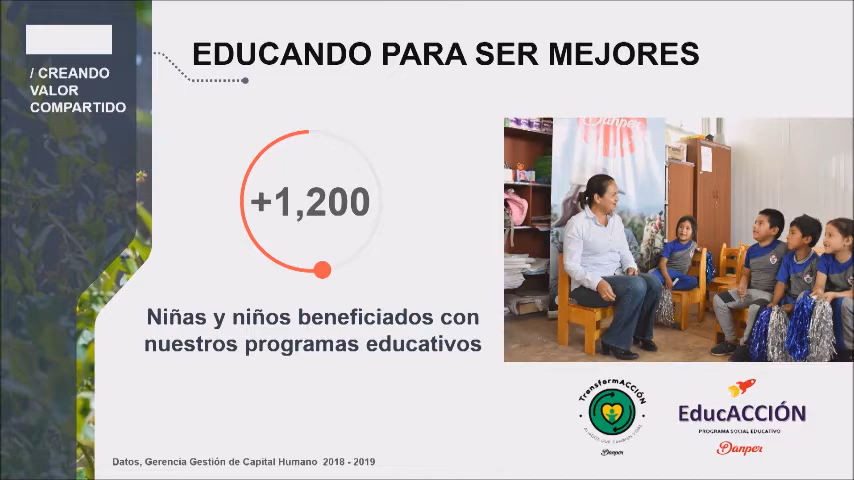 / CREANDO
VALOR
COMPARTIDO
EDUCANDO PARA SER MEJORES
+1,200
Niñas y niños beneficiados con
nuestros programas educativos
Danper
TransformACCIÓN
Danper
EducACCIÓN
PROGRAMA SOCIAL EDUCATIVO
Danper
Datos, Gerencia Gestión de Capital Humano 2018 - 2019